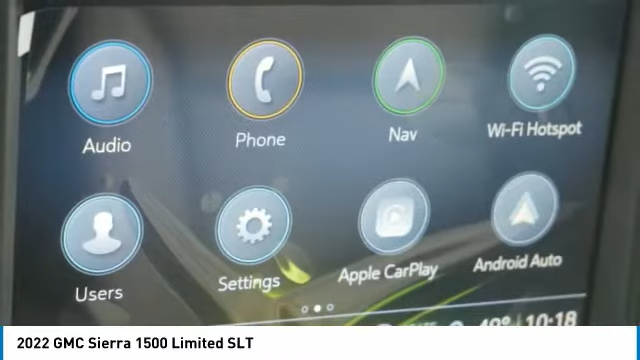 Audio
Phone
Nav
Wi-Fi Hotspot
Users
Settings
Apple CarPlay
Android Auto
10:18
2022 GMC Sierra 1500 Limited SLT